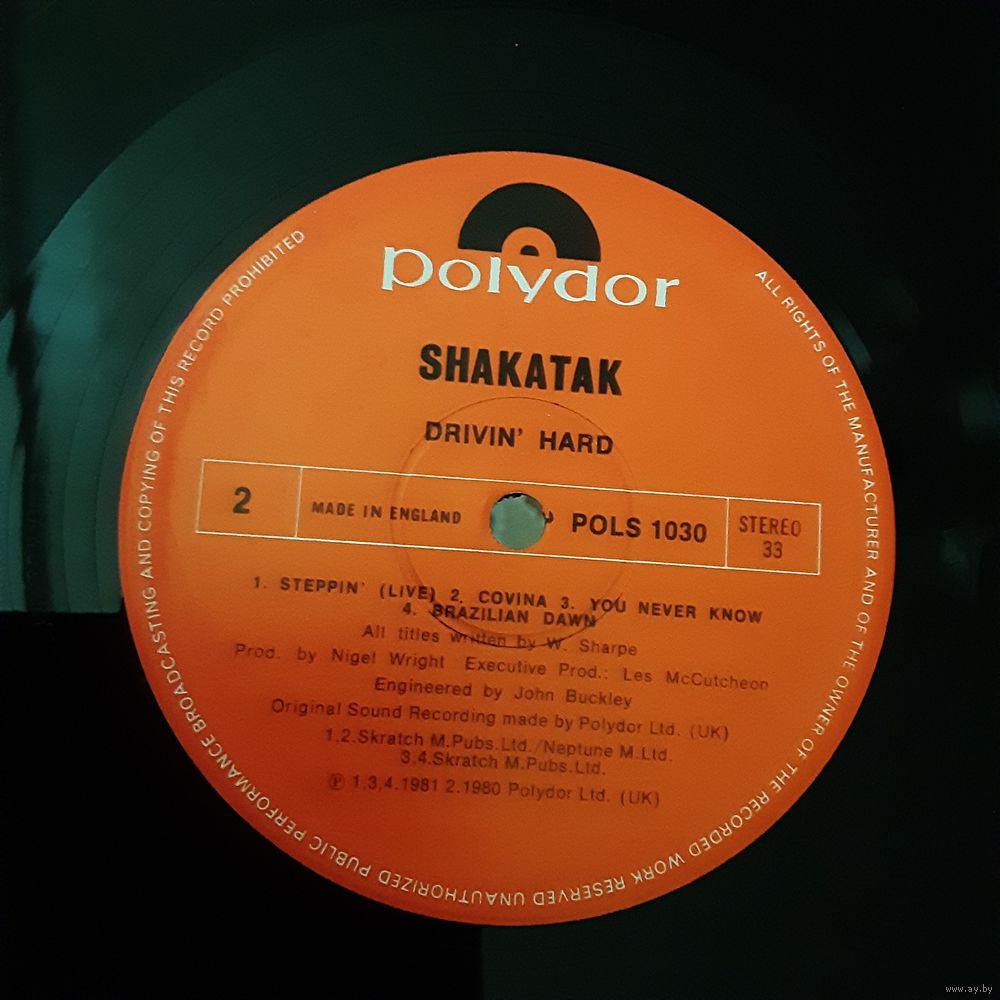 polydor
SHAKATAK
DRIVIN' HARD
2
MADE IN ENGLAND
POLS 1030
STEREO
33
1. STEPPIN' (LIVE) 2. COVINA 3. YOU NEVER KNOW
4. BRAZILIAN DAWN
All titles written by W. Sharpe
Prod. by Nigel Wright Executive Prod.: Les McCutcheon
Engineered by John Buckley
Original Sound Recording made by Polydor Ltd. (UK)
1.2.Skratch M.Pubs.Ltd./Neptune M.Ltd.
3.4.Skratch M.Pubs.Ltd.
℗ 1,3,4.1981 2.1980 Polydor Ltd. (UK)
ALL RIGHTS OF THE MANUFACTURER AND OF THE OWNER OF THE RECORDED WORK RESERVED UNAUTHORIZED PUBLIC PERFORMANCE BROADCASTING AND COPYING OF THIS RECORD PROHIBITED
www.ay.by